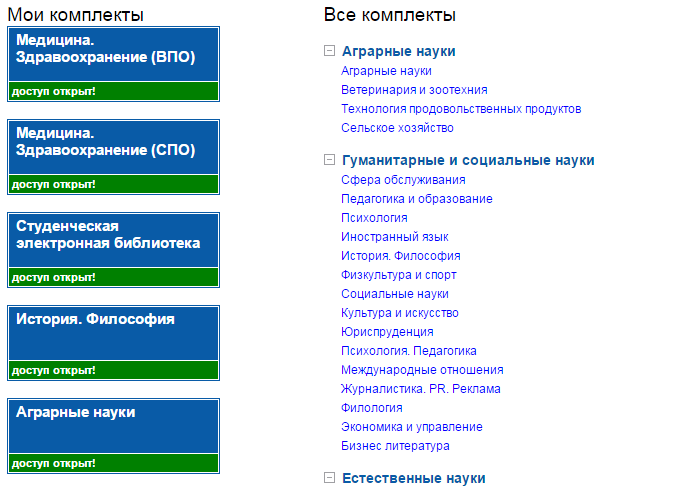 Мои комплекты
Медицина.
Здравоохранение (ВПО)
доступ открыт!
Медицина.
Здравоохранение (СПО)
доступ открыт!
Студенческая
электронная библиотека
доступ открыт!
История. Философия
доступ открыт!
Аграрные науки
доступ открыт!
Все комплекты
Аграрные науки
Аграрные науки
Ветеринария и зоотехния
Технология продовольственных продуктов
Сельское хозяйство
Гуманитарные и социальные науки
Сфера обслуживания
Педагогика и образование
Психология
Иностранный язык
История. Философия
Физкультура и спорт
Социальные науки
Культура и искусство
Юриспруденция
Психология. Педагогика
Международные отношения
Журналистика. PR. Реклама
Филология
Экономика и управление
Бизнес литература
Естественные науки